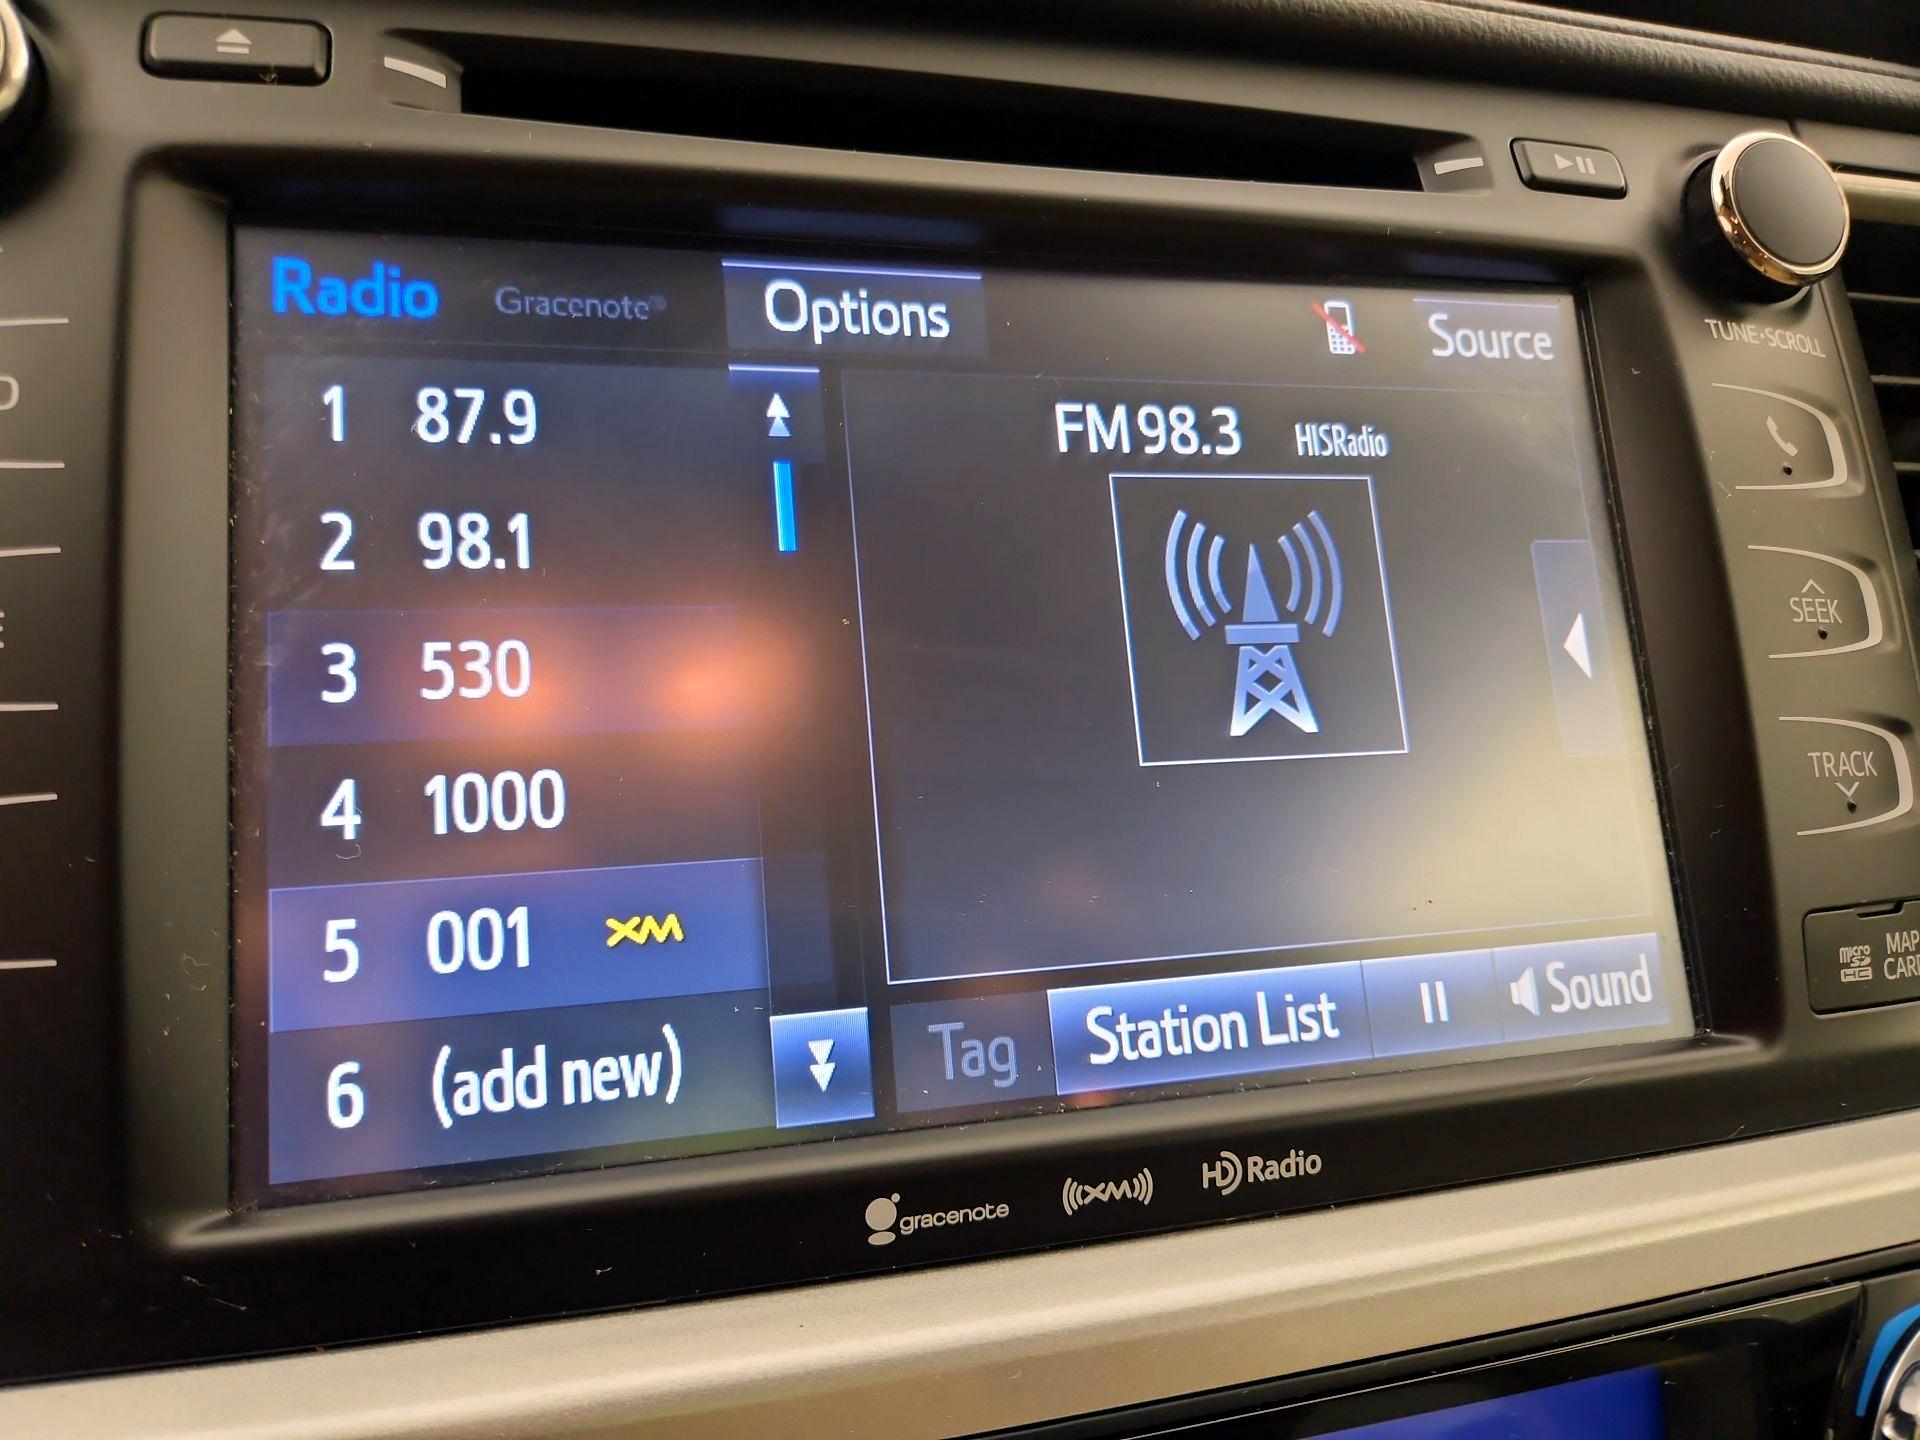 Radio Gracenote® Options Source
1 87.9
2 98.1
3 530
4 1000
5 001 XM
6 (add new)
FM 98.3 HISRadio
Tag Station List Sound
TUNE•SCROLL
SEEK
TRACK
micro SD HC
MAP
CARD
gracenote XM HD Radio